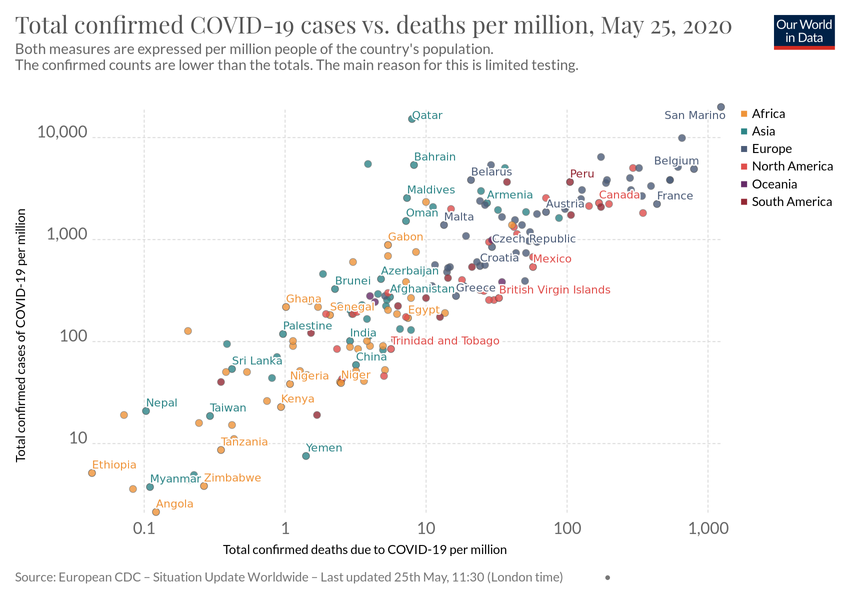 Total confirmed COVID-19 cases vs. deaths per million, May 25, 2020
Our World
in Data
Both measures are expressed per million people of the country's population.
The confirmed counts are lower than the totals. The main reason for this is limited testing.
San Marino
Africa
Qatar
10,000
Asia
Europe
Bahrain
Belgium
North America
Belarus
Peru
Oceania
Maldives
Armenia
Canada
France
South America
Oman
Malta
Austria
1,000
Gabon
Czech Republic
Croatia
Mexico
Brunei
Azerbaijan
Afghanistan
Greece
British Virgin Islands
Ghana
Senegal
Egypt
Palestine
India
100
Trinidad and Tobago
Sri Lanka
China
Nigeria
Niger
Nepal
Taiwan
Kenya
10
Tanzania
Yemen
Ethiopia
Myanmar
Zimbabwe
Angola
Total confirmed cases of COVID-19 per million
0.1
1
10
100
1,000
Total confirmed deaths due to COVID-19 per million
Source: European CDC – Situation Update Worldwide – Last updated 25th May, 11:30 (London time)